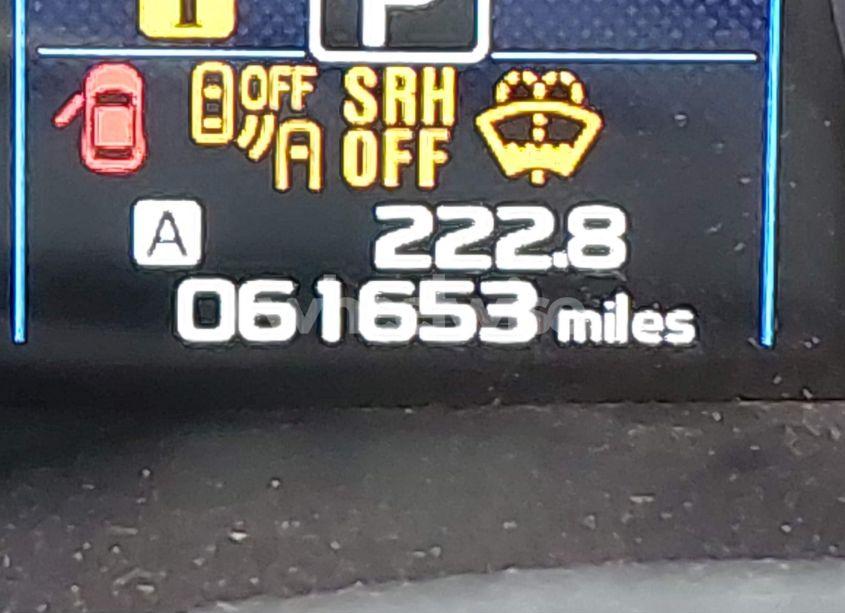 P
OFF
SRH
OFF
A 222.8
061653 miles